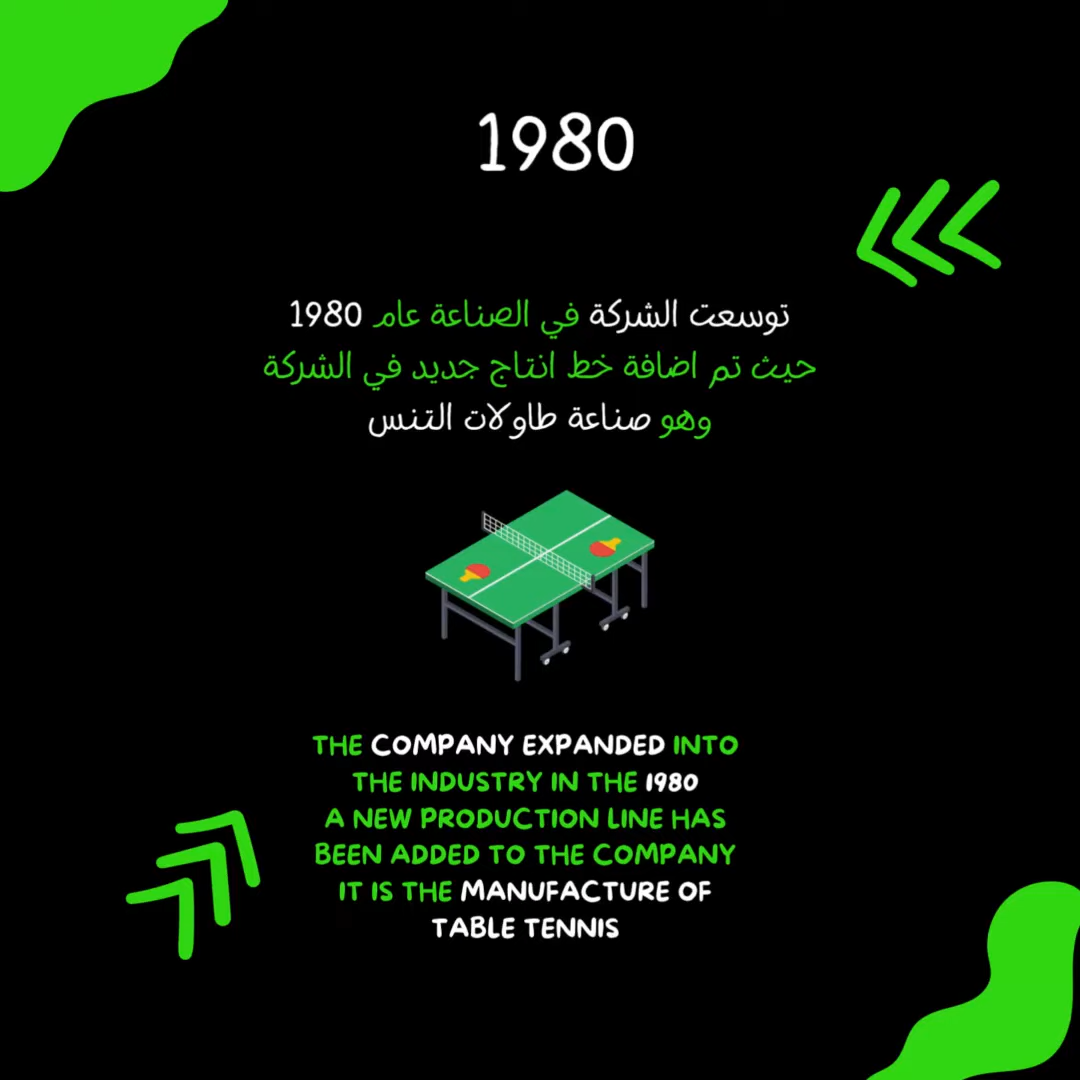 1980
توسعت الشركة في الصناعة عام 1980
حيث تم اضافة خط انتاج جديد في الشركة
وهو صناعة طاولات التنس
THE COMPANY EXPANDED INTO
THE INDUSTRY IN THE 1980
A NEW PRODUCTION LINE HAS
BEEN ADDED TO THE COMPANY
IT IS THE MANUFACTURE OF
TABLE TENNIS